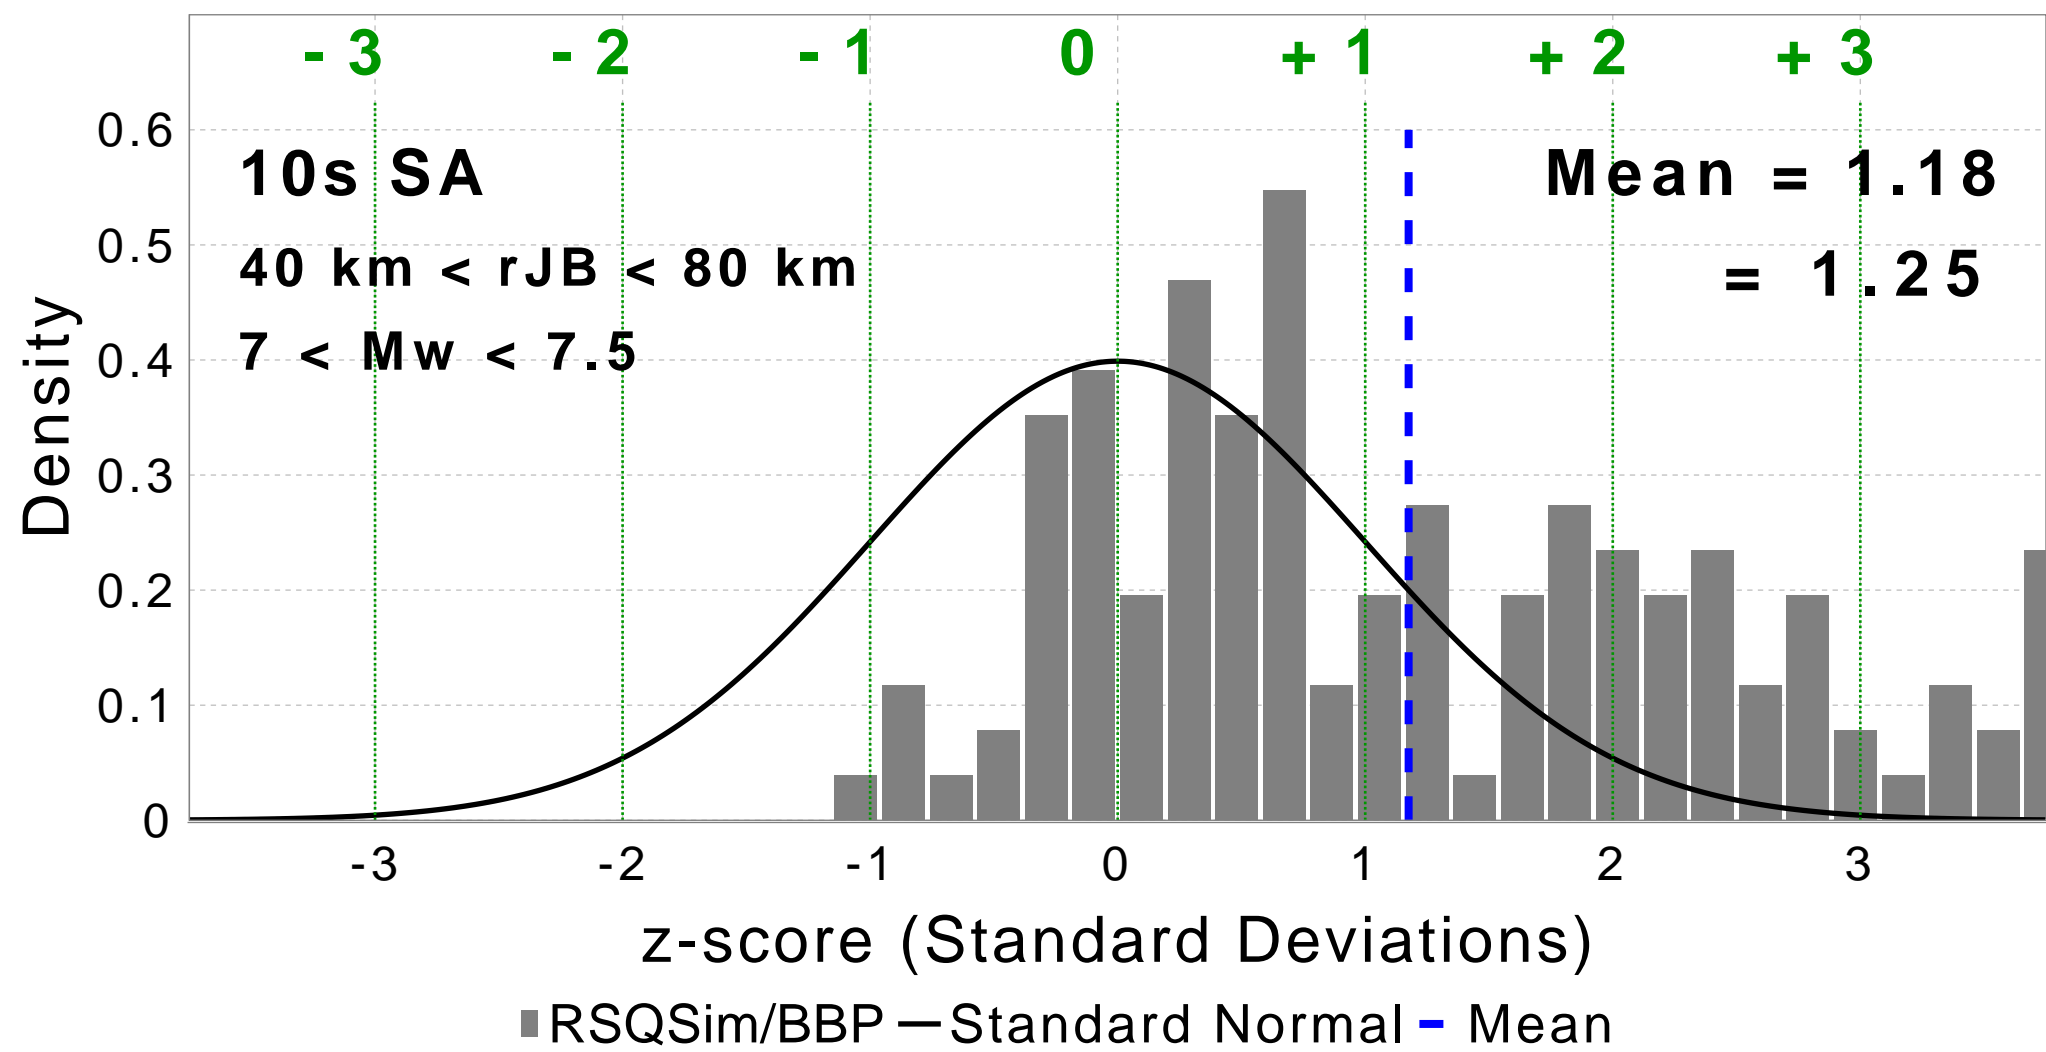 - 3 - 2 - 1 0 + 1 + 2 + 3
0.6
10s SA
Mean = 1.18
0.5
40 km < rJB < 80 km
= 1.25
7 < Mw < 7.5
0.4
Density
0.3
0.2
0.1
0
-3 -2 -1 0 1 2 3
z-score (Standard Deviations)
RSQSim/BBP Standard Normal Mean